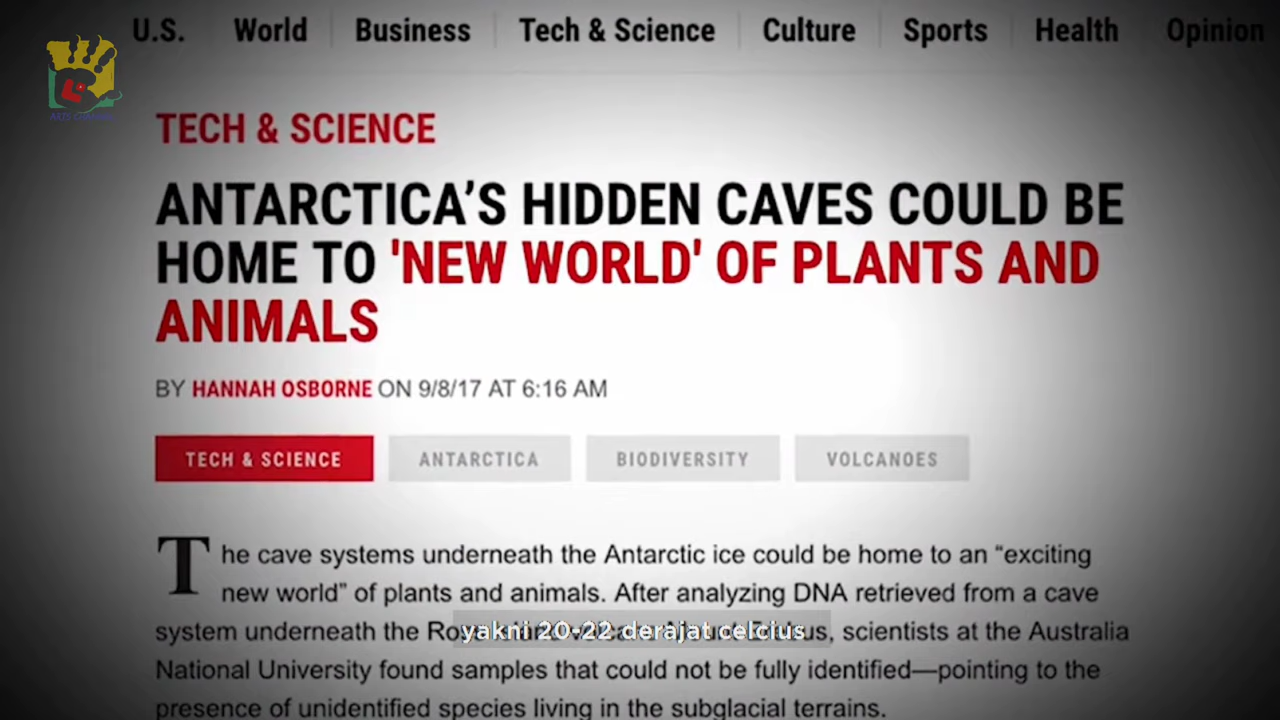 U.S. World Business Tech & Science Culture Sports Health Opinion
ARTS CHANNEL
TECH & SCIENCE
ANTARCTICA’S HIDDEN CAVES COULD BE
HOME TO 'NEW WORLD' OF PLANTS AND
ANIMALS
BY HANNAH OSBORNE ON 9/8/17 AT 6:16 AM
TECH & SCIENCE ANTARCTICA BIODIVERSITY VOLCANOES
The cave systems underneath the Antarctic ice could be home to an “exciting
new world” of plants and animals. After analyzing DNA retrieved from a cave
system underneath the scientists at the Australia
yakni 20-22 derajat celcius
National University found samples that could not be fully identified—pointing to the
presence of unidentified species living in the subglacial terrains.